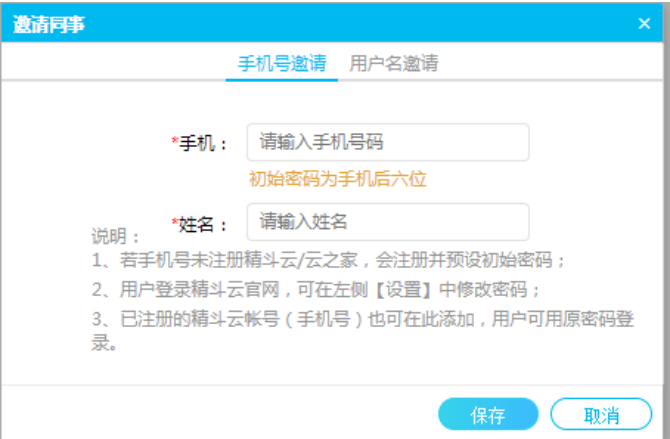 邀请同事 ×
手机号邀请 用户名邀请
*手机： 请输入手机号码
初始密码为手机后六位
*姓名： 请输入姓名
说明：
1、若手机号未注册精斗云/云之家，会注册并预设初始密码；
2、用户登录精斗云官网，可在左侧【设置】中修改密码；
3、已注册的精斗云帐号（手机号）也可在此添加，用户可用原密码登
录。
保存 取消